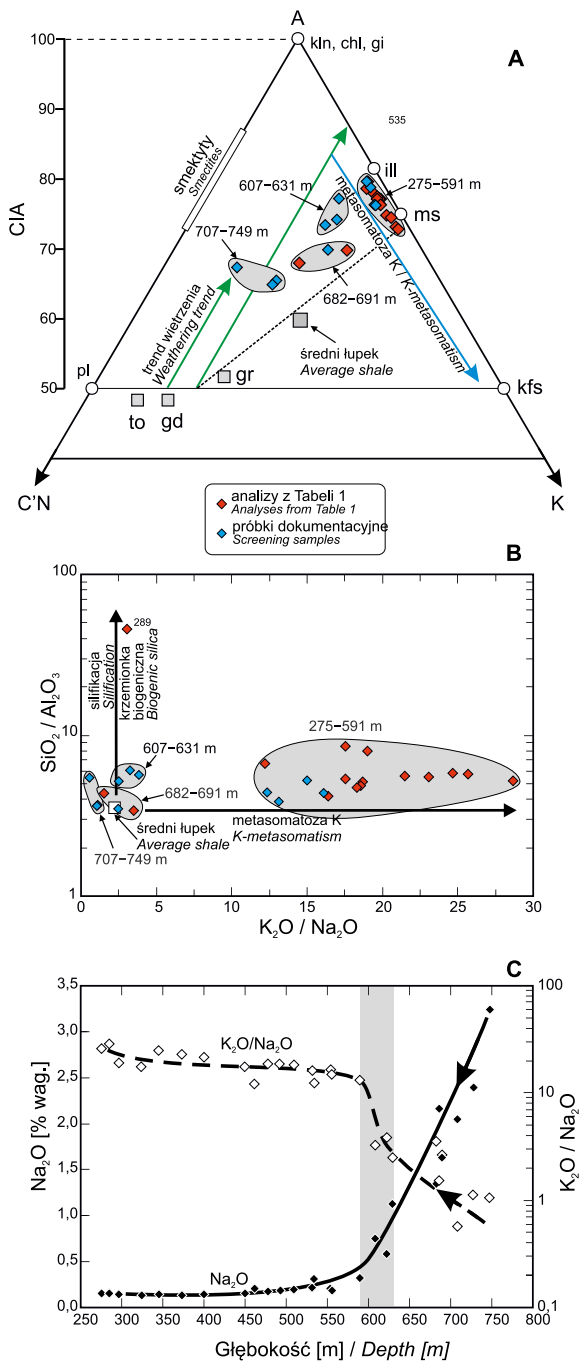 A
kln, chl, gi
A
100
90
80
70
60
50
CIA
535
smektyty
Smectites
ill
275–591 m
607–631 m
ms
707–749 m
metasomatoza K / K-metasomatism
682–691 m
trend wietrzenia
Weathering trend
średni łupek
Average shale
pl
gr
kfs
to
gd
C'N
K
analizy z Tabeli 1
Analyses from Table 1
próbki dokumentacyjne
Screening samples
B
100
10
1
SiO₂ / Al₂O₃
289
silifikacja
Silification
krzemionka
biogeniczna
Biogenic silica
275–591 m
607–631 m
682–691 m
średni łupek
Average shale
707–749 m
metasomatoza K
K-metasomatism
0 5 10 15 20 25 30
K₂O / Na₂O
C
3,5
3,0
2,5
2,0
1,5
1,0
0,5
0,0
Na₂O [% wag.]
K₂O/Na₂O
Na₂O
100
10
1
0,1
K₂O / Na₂O
250 300 350 400 450 500 550 600 650 700 750 800
Głębokość [m] / Depth [m]